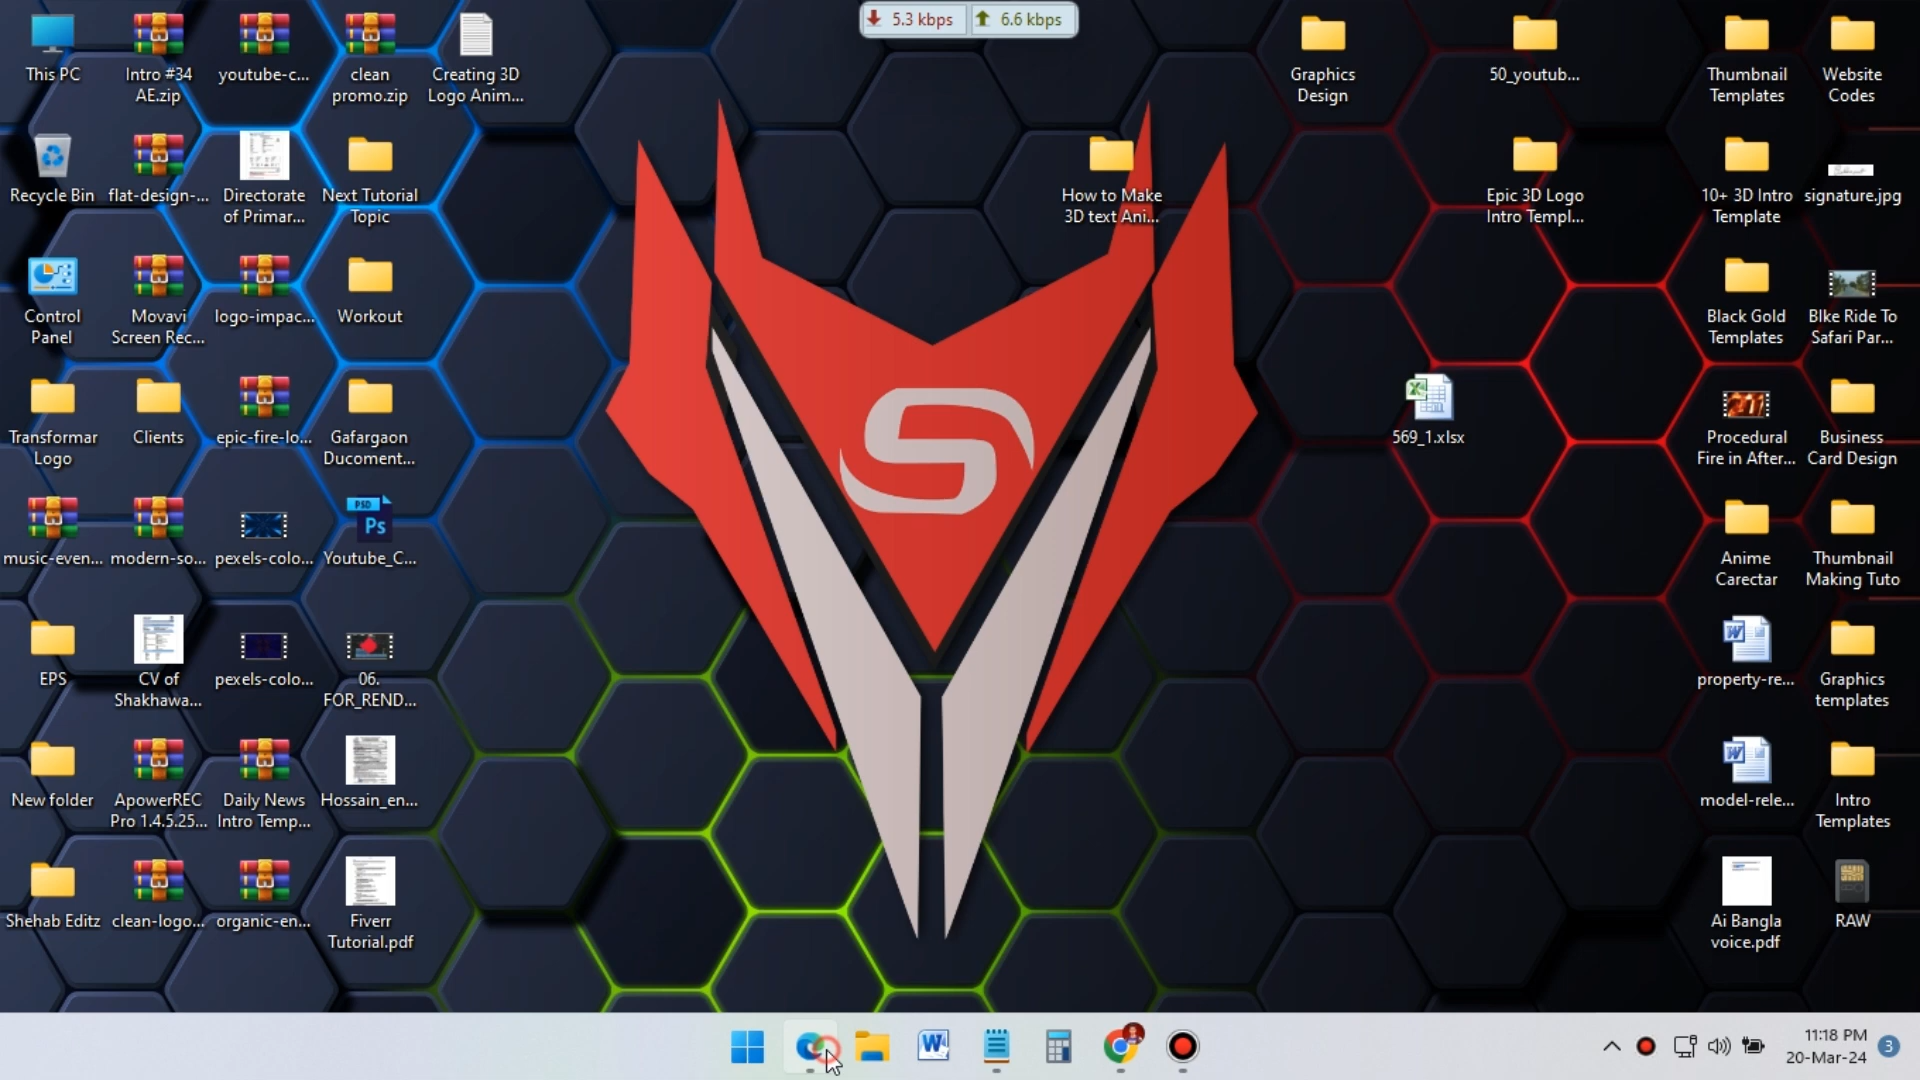 5.3 kbps
6.6 kbps
This PC
Intro #34
AE.zip
youtube-c...
clean
promo.zip
Creating 3D
Logo Anim...
Graphics
Design
50_youtub...
Thumbnail
Templates
Website
Codes
Recycle Bin
flat-design-...
Directorate
of Primar...
Next Tutorial
Topic
How to Make
3D text Ani...
Epic 3D Logo
Intro Templ...
10+ 3D Intro
Template
signature.jpg
Control
Panel
Movavi
Screen Rec...
logo-impac...
Workout
Black Gold
Templates
BIke Ride To
Safari Par...
Transformar
Logo
Clients
epic-fire-lo...
Gafargaon
Ducoment...
569_1.xlsx
Procedural
Fire in After...
Business
Card Design
S
music-even...
modern-so...
pexels-colo...
PSD
Ps
Youtube_C...
Anime
Carectar
Thumbnail
Making Tuto
EPS
CV of
Shakhawa...
pexels-colo...
06.
FOR_REND...
property-re...
Graphics
templates
New folder
ApowerREC
Pro 1.4.5.25...
Daily News
Intro Temp...
Hossain_en...
model-rele...
Intro
Templates
Shehab Editz
clean-logo...
organic-en...
Fiverr
Tutorial.pdf
Ai Bangla
voice.pdf
RAW
11:18 PM
20-Mar-24
3